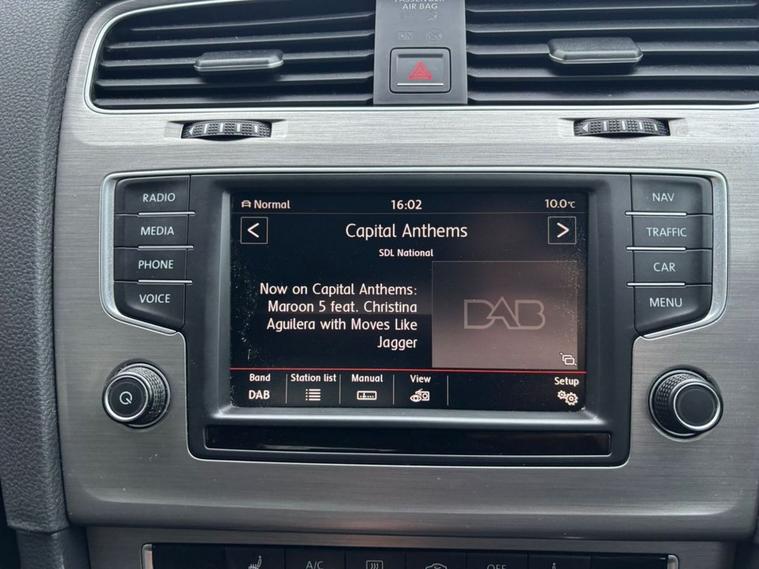 PASSENGER
AIR BAG
RADIO
MEDIA
PHONE
VOICE
Normal 16:02 10.0°C
< Capital Anthems >
SDL National
Now on Capital Anthems:
Maroon 5 feat. Christina
Aguilera with Moves Like
Jagger
DAB
Band Station list Manual View Setup
DAB
NAV
TRAFFIC
CAR
MENU
A/C OFF